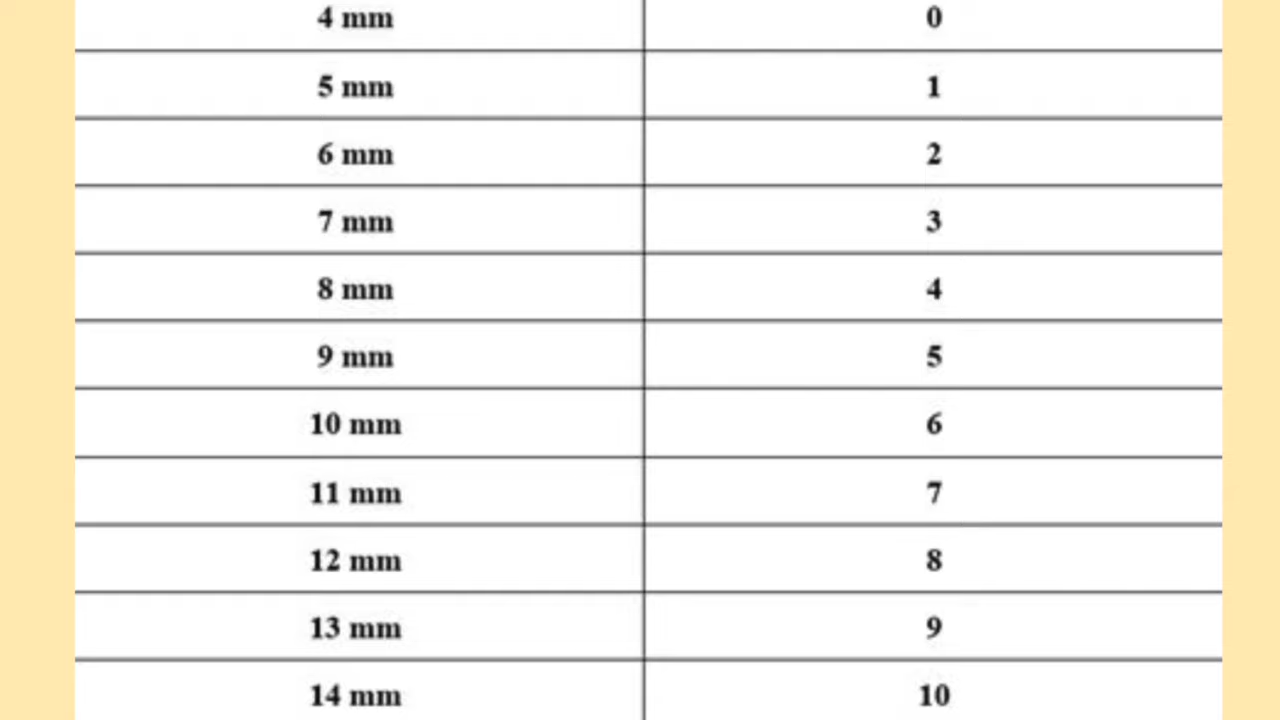 4 mm 0
5 mm 1
6 mm 2
7 mm 3
8 mm 4
9 mm 5
10 mm 6
11 mm 7
12 mm 8
13 mm 9
14 mm 10